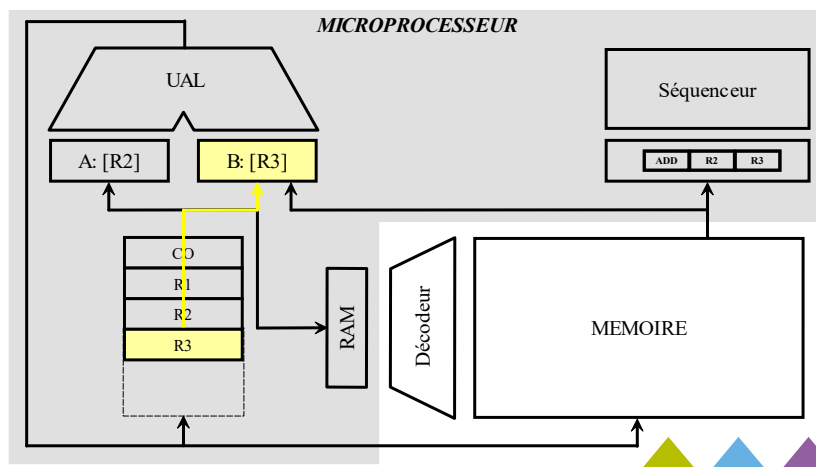 MICROPROCESSEUR
UAL
Séquenceur
A: [R2]
B: [R3]
ADD R2 R3
CO
R1
R2
R3
RAM
Décodeur
MEMOIRE